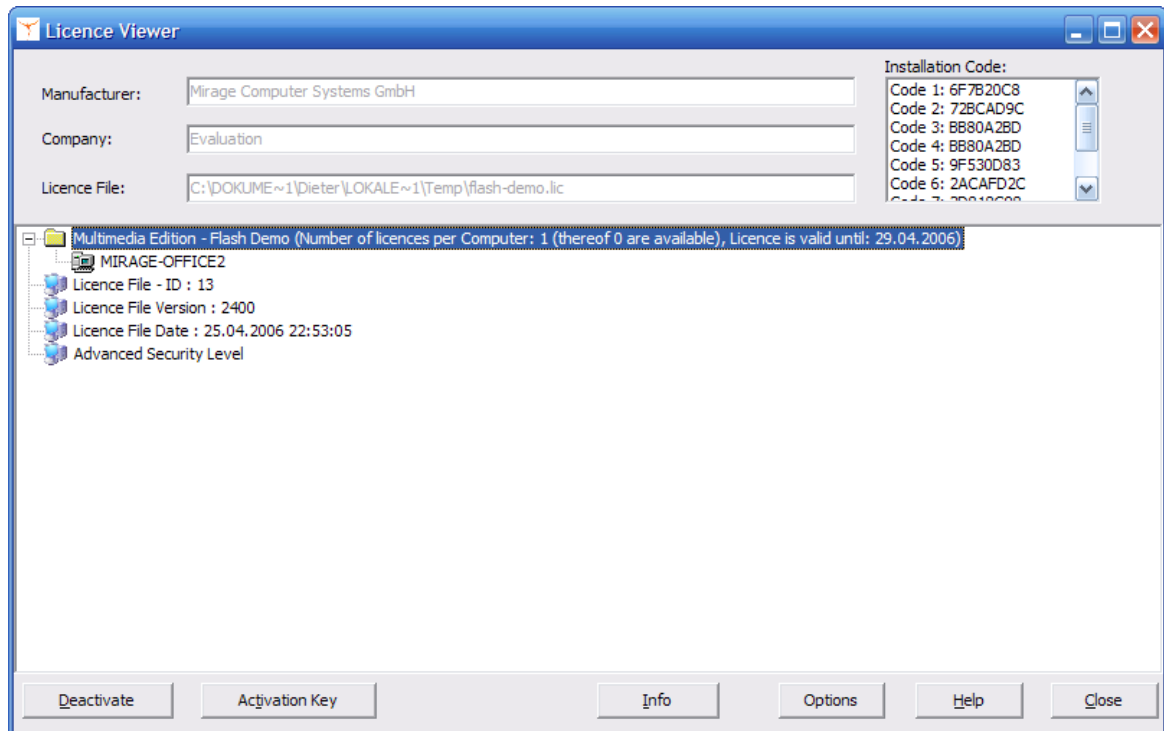 Licence Viewer
Manufacturer:
Mirage Computer Systems GmbH
Company:
Evaluation
Licence File:
C:\DOKUME~1\Dieter\LOKALE~1\Temp\flash-demo.lic
Installation Code:
Code 1: 6F7B20C8
Code 2: 72BCAD9C
Code 3: BB80A2BD
Code 4: BB80A2BD
Code 5: 9F530D83
Code 6: 2ACAFD2C
Multimedia Edition - Flash Demo (Number of licences per Computer: 1 (thereof 0 are available), Licence is valid until: 29.04.2006)
MIRAGE-OFFICE2
Licence File - ID : 13
Licence File Version : 2400
Licence File Date : 25.04.2006 22:53:05
Advanced Security Level
Deactivate
Activation Key
Info
Options
Help
Close